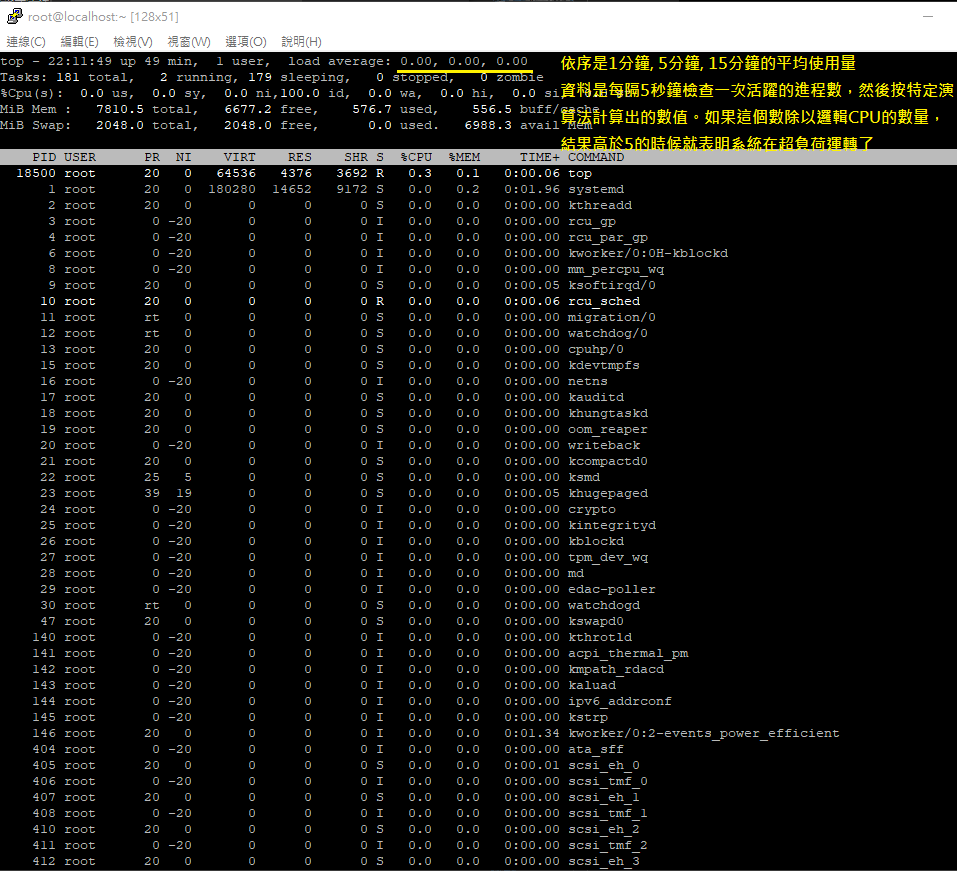 root@localhost:~ [128x51]
連線(C) 編輯(E) 檢視(V) 視窗(W) 選項(O) 說明(H)
top - 22:11:49 up 49 min,  1 user,  load average: 0.00, 0.00, 0.00
依序是1分鐘, 5分鐘, 15分鐘的平均使用量
Tasks: 181 total,   2 running, 179 sleeping,   0 stopped,   0 zombie
資料是每隔5秒鐘檢查一次活躍的進程數，然後按特定演
%Cpu(s):  0.0 us,  0.0 sy,  0.0 ni,100.0 id,  0.0 wa,  0.0 hi,  0.0 si
MiB Mem :   7810.5 total,   6677.2 free,    576.7 used,    556.5 buff/cache
算法計算出的數值。如果這個數除以邏輯CPU的數量，
MiB Swap:   2048.0 total,   2048.0 free,      0.0 used.   6988.3 avail Mem
結果高於5的時候就表明系統在超負荷運轉了
PID USER PR NI VIRT RES SHR S %CPU %MEM TIME+ COMMAND
18500 root 20 0 64536 4376 3692 R 0.3 0.1 0:00.06 top
1 root 20 0 180280 14652 9172 S 0.0 0.2 0:01.96 systemd
2 root 20 0 0 0 0 S 0.0 0.0 0:00.00 kthreadd
3 root 0 -20 0 0 0 I 0.0 0.0 0:00.00 rcu_gp
4 root 0 -20 0 0 0 I 0.0 0.0 0:00.00 rcu_par_gp
6 root 0 -20 0 0 0 I 0.0 0.0 0:00.00 kworker/0:0H-kblockd
8 root 0 -20 0 0 0 I 0.0 0.0 0:00.00 mm_percpu_wq
9 root 20 0 0 0 0 S 0.0 0.0 0:00.05 ksoftirqd/0
10 root 20 0 0 0 0 R 0.0 0.0 0:00.06 rcu_sched
11 root rt 0 0 0 0 S 0.0 0.0 0:00.00 migration/0
12 root rt 0 0 0 0 S 0.0 0.0 0:00.00 watchdog/0
13 root 20 0 0 0 0 S 0.0 0.0 0:00.00 cpuhp/0
15 root 20 0 0 0 0 S 0.0 0.0 0:00.00 kdevtmpfs
16 root 0 -20 0 0 0 I 0.0 0.0 0:00.00 netns
17 root 20 0 0 0 0 S 0.0 0.0 0:00.00 kauditd
18 root 20 0 0 0 0 S 0.0 0.0 0:00.00 khungtaskd
19 root 20 0 0 0 0 S 0.0 0.0 0:00.00 oom_reaper
20 root 0 -20 0 0 0 I 0.0 0.0 0:00.00 writeback
21 root 20 0 0 0 0 S 0.0 0.0 0:00.00 kcompactd0
22 root 25 5 0 0 0 S 0.0 0.0 0:00.00 ksmd
23 root 39 19 0 0 0 S 0.0 0.0 0:00.05 khugepaged
24 root 0 -20 0 0 0 I 0.0 0.0 0:00.00 crypto
25 root 0 -20 0 0 0 I 0.0 0.0 0:00.00 kintegrityd
26 root 0 -20 0 0 0 I 0.0 0.0 0:00.00 kblockd
27 root 0 -20 0 0 0 I 0.0 0.0 0:00.00 tpm_dev_wq
28 root 0 -20 0 0 0 I 0.0 0.0 0:00.00 md
29 root 0 -20 0 0 0 I 0.0 0.0 0:00.00 edac-poller
30 root rt 0 0 0 0 S 0.0 0.0 0:00.00 watchdogd
47 root 20 0 0 0 0 S 0.0 0.0 0:00.00 kswapd0
140 root 0 -20 0 0 0 I 0.0 0.0 0:00.00 kthrotld
141 root 0 -20 0 0 0 I 0.0 0.0 0:00.00 acpi_thermal_pm
142 root 0 -20 0 0 0 I 0.0 0.0 0:00.00 kmpath_rdacd
143 root 0 -20 0 0 0 I 0.0 0.0 0:00.00 kaluad
144 root 0 -20 0 0 0 I 0.0 0.0 0:00.00 ipv6_addrconf
145 root 0 -20 0 0 0 I 0.0 0.0 0:00.00 kstrp
146 root 20 0 0 0 0 I 0.0 0.0 0:01.34 kworker/0:2-events_power_efficient
404 root 0 -20 0 0 0 I 0.0 0.0 0:00.00 ata_sff
405 root 20 0 0 0 0 S 0.0 0.0 0:00.01 scsi_eh_0
406 root 0 -20 0 0 0 I 0.0 0.0 0:00.00 scsi_tmf_0
407 root 20 0 0 0 0 S 0.0 0.0 0:00.00 scsi_eh_1
408 root 0 -20 0 0 0 I 0.0 0.0 0:00.00 scsi_tmf_1
410 root 20 0 0 0 0 S 0.0 0.0 0:00.00 scsi_eh_2
411 root 0 -20 0 0 0 I 0.0 0.0 0:00.00 scsi_tmf_2
412 root 20 0 0 0 0 S 0.0 0.0 0:00.00 scsi_eh_3